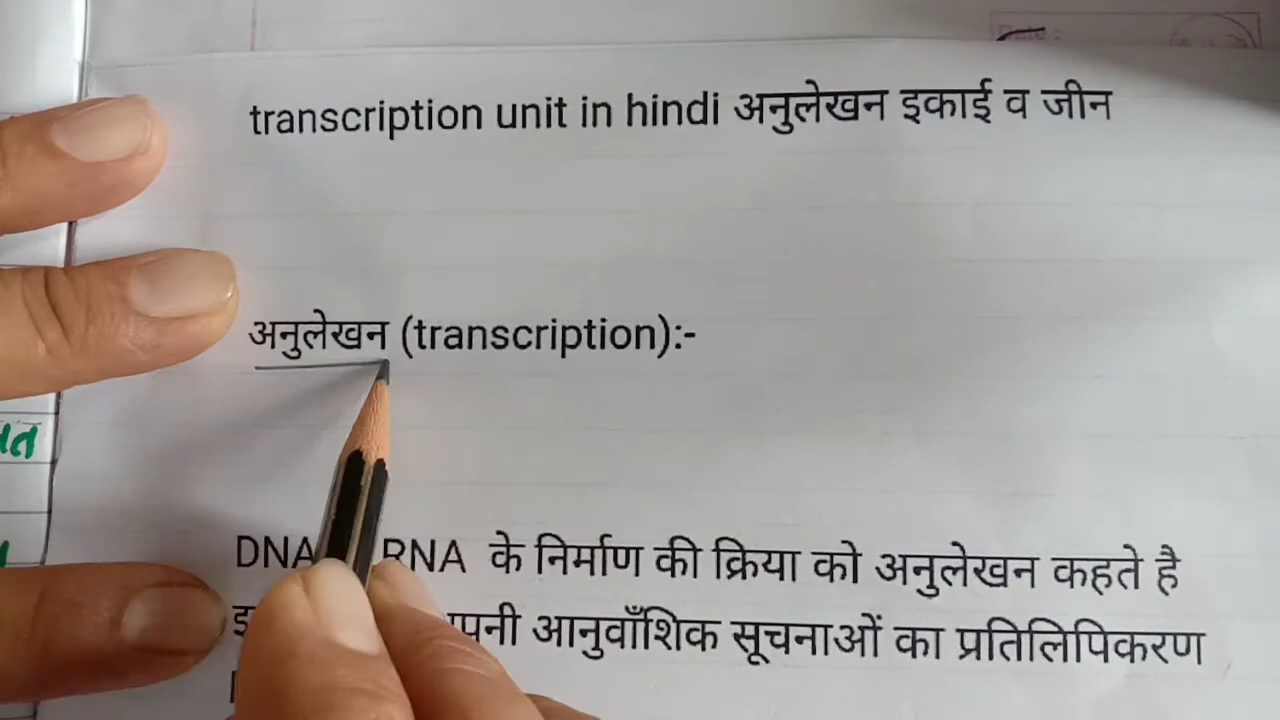 transcription unit in hindi अनुलेखन इकाई व जीन
अनुलेखन (transcription):-
DNA RNA के निर्माण की क्रिया को अनुलेखन कहते है
आनुवाँशिक सूचनाओं का प्रतिलिपिकरण